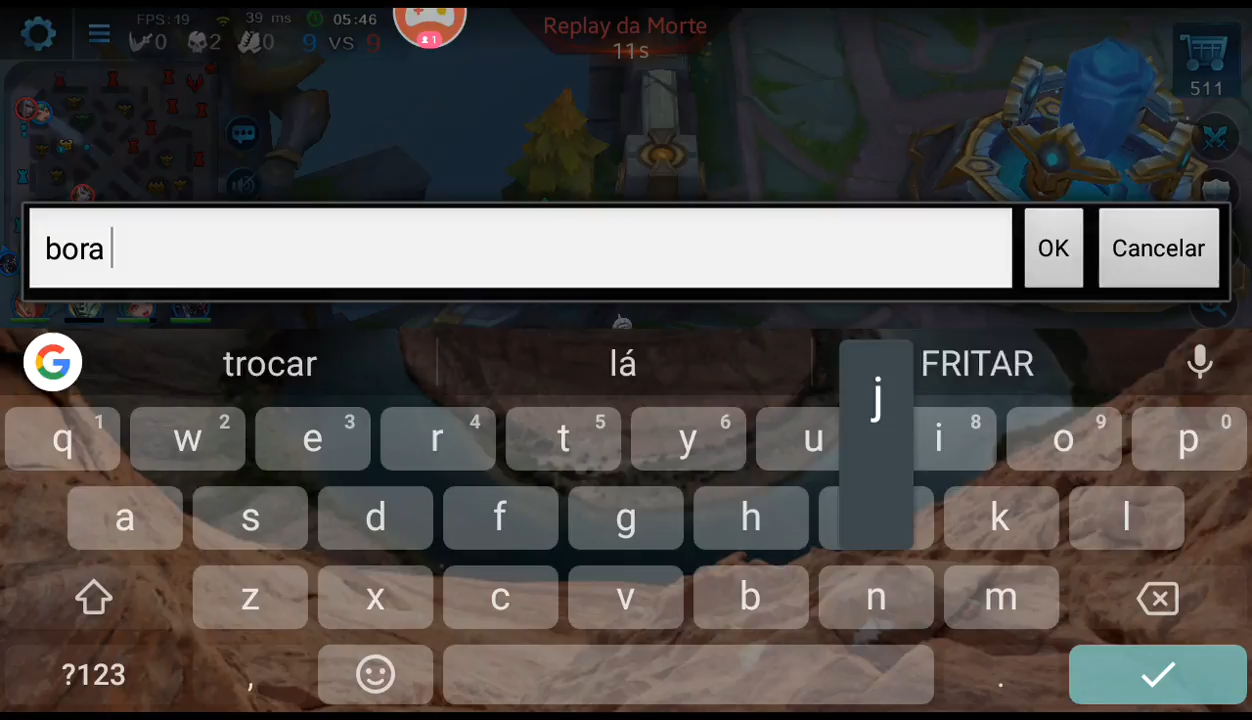 FPS:19 39 ms 05:46
0 2 0 9 VS 9
1
Replay da Morte
11s
511
bora
OK
Cancelar
trocar lá FRITAR
j
q 1 w 2 e 3 r 4 t 5 y 6 u i 8 o 9 p 0
a s d f g h k l
z x c v b n m
?123 , .